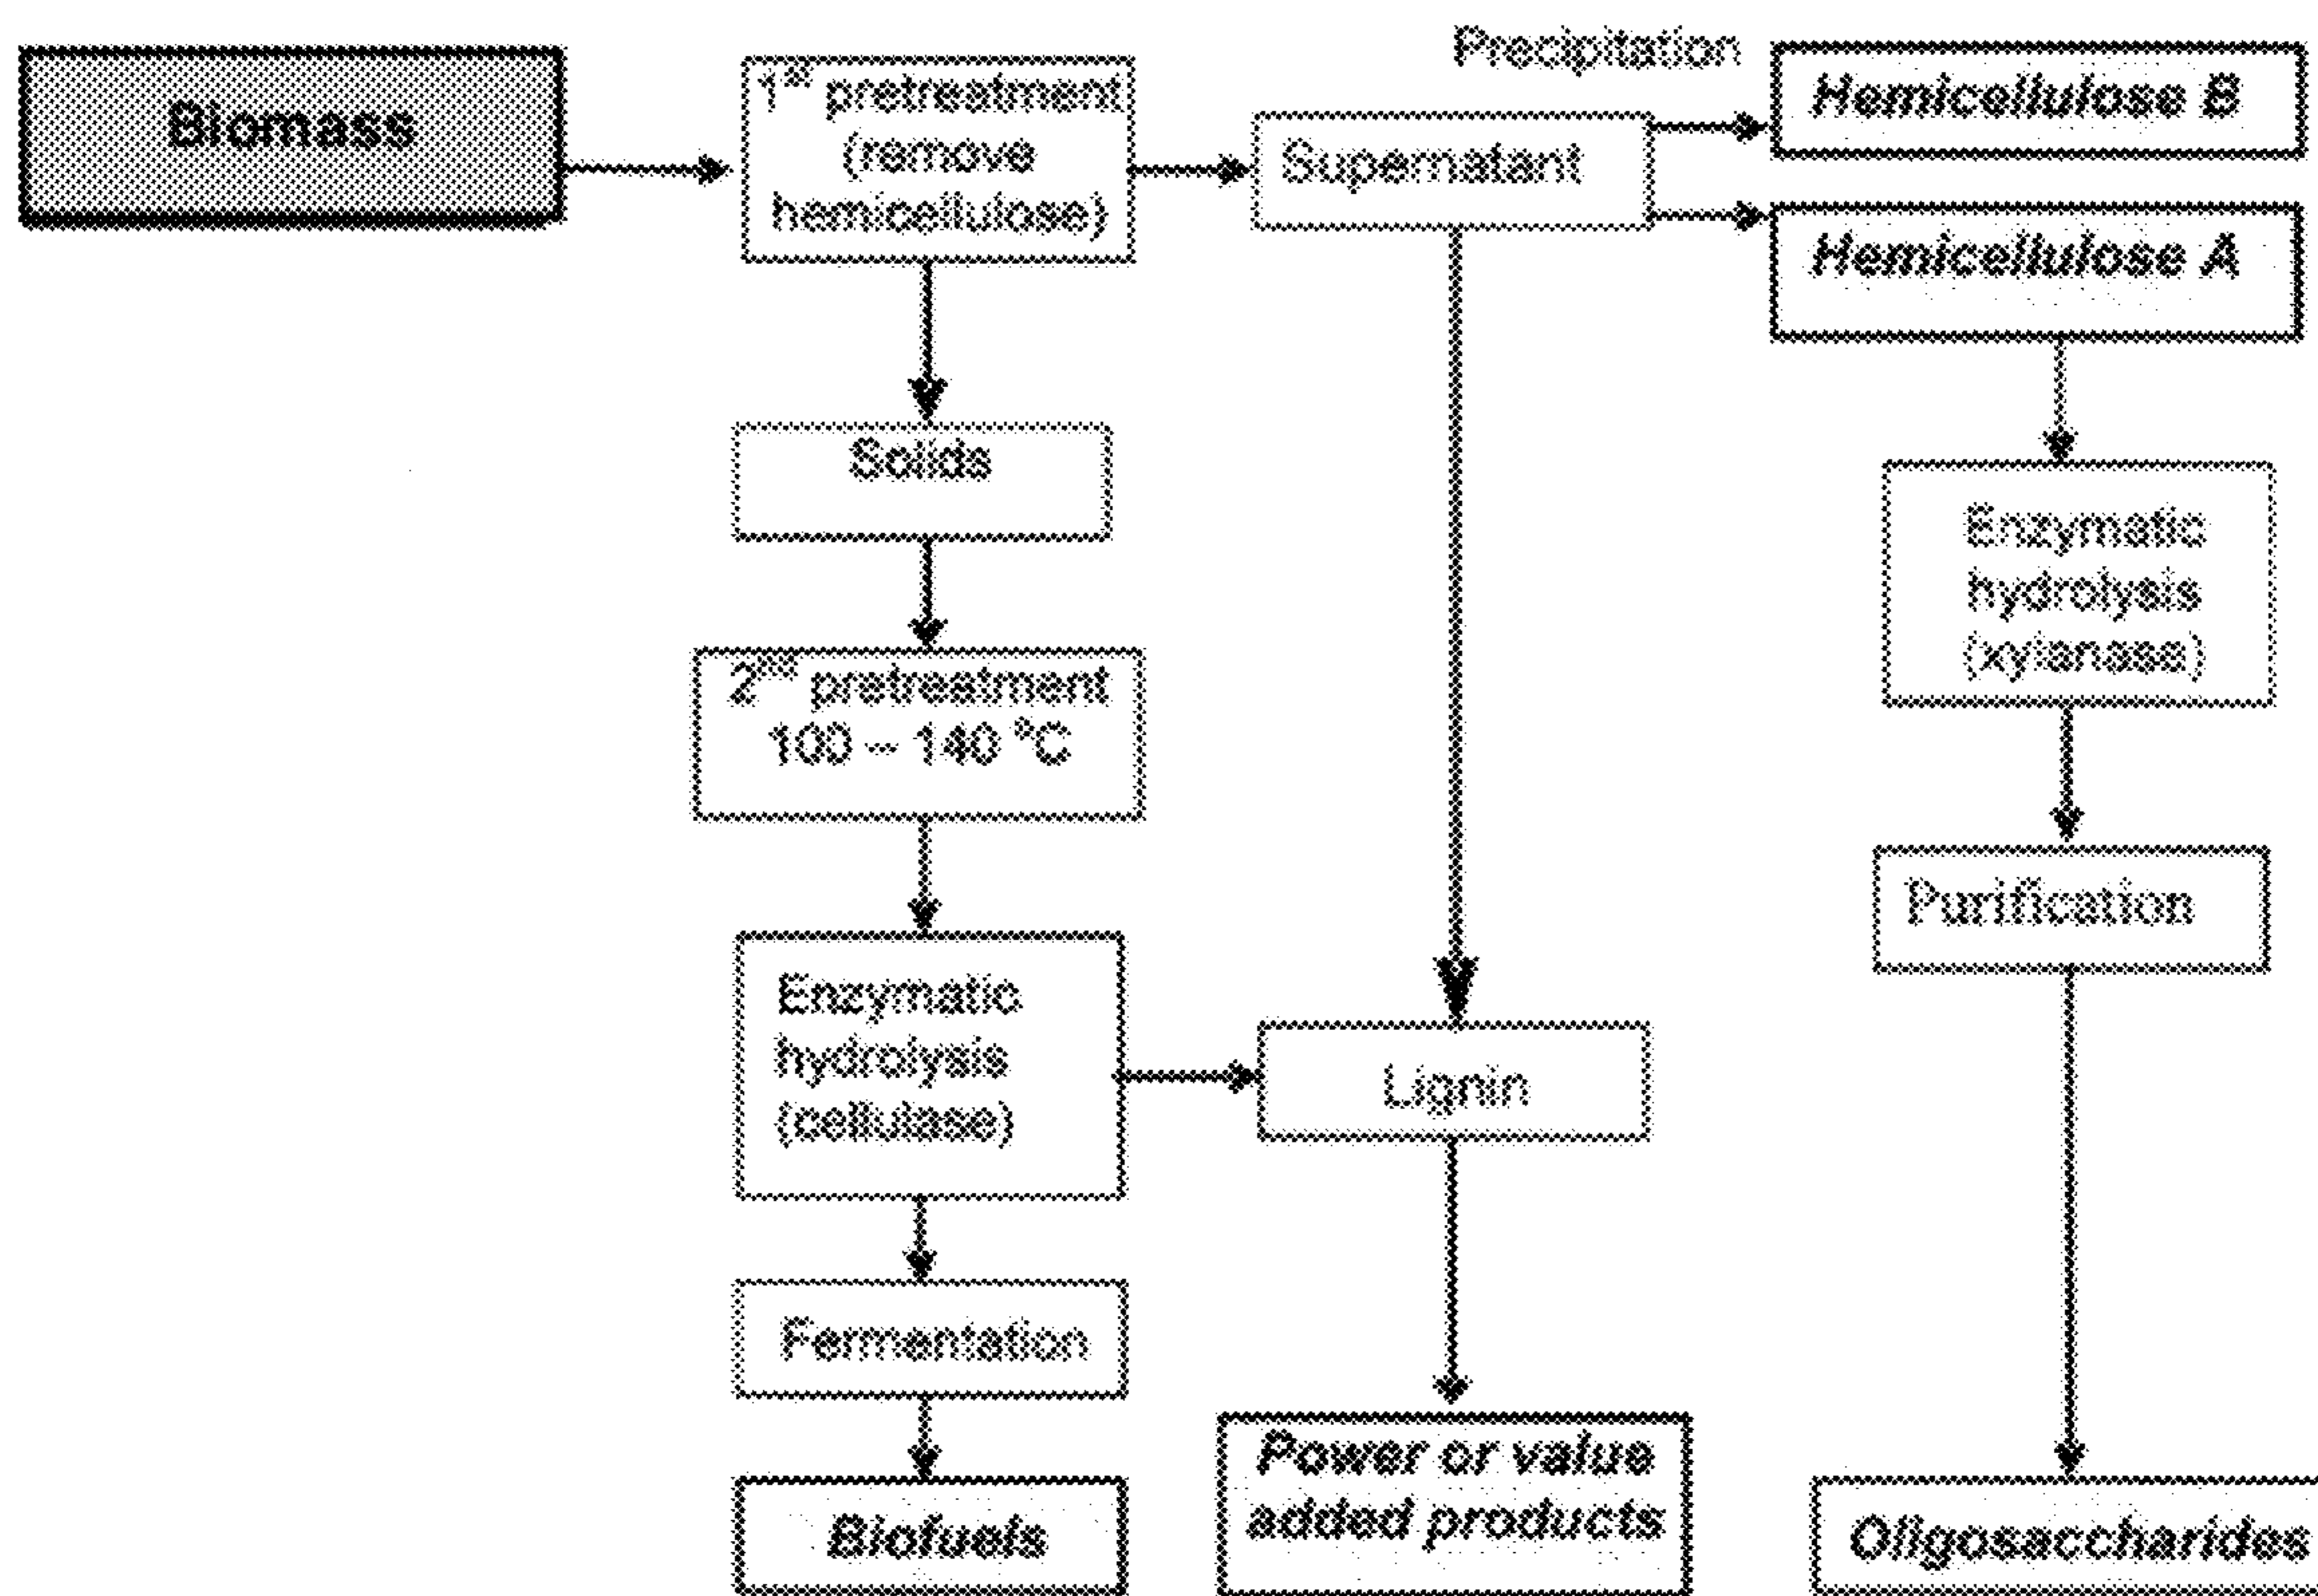 Biomass
1st pretreatment
(remove
hemicellulose)
Supernatant
Precipitation
Hemicellulose B
Hemicellulose A
Solids
2nd pretreatment
100 – 140 °C
Enzymatic
hydrolysis
(cellulase)
Fermentation
Biofuels
Lignin
Power or value
added products
Enzymatic
hydrolysis
(xylanase)
Purification
Oligosaccharides